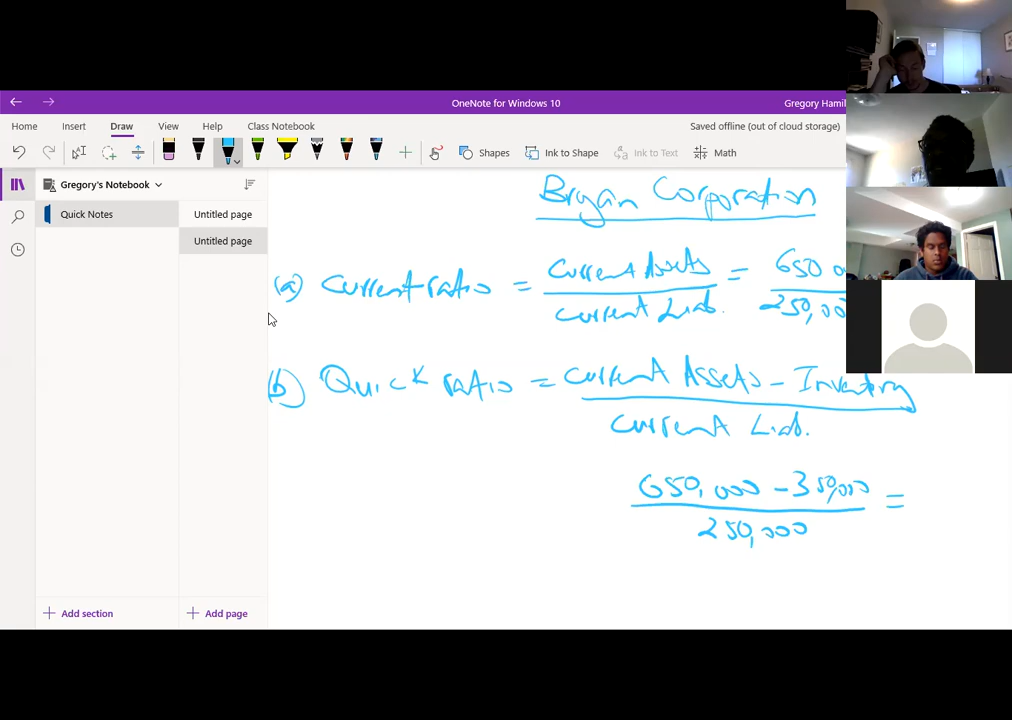 OneNote for Windows 10
Gregory Hamil
Home Insert Draw View Help Class Notebook
Saved offline (out of cloud storage)
Shapes Ink to Shape Ink to Text Math
Gregory's Notebook
Quick Notes
Untitled page
Untitled page
Bryan Corporation
(a) Current ratio = Current Assets = 650
Current Liab. 250,00
(b) Quick ratio = Current Assets - Inventory
Current Liab.
650,000 - 350,000 =
250,000
Add section
Add page